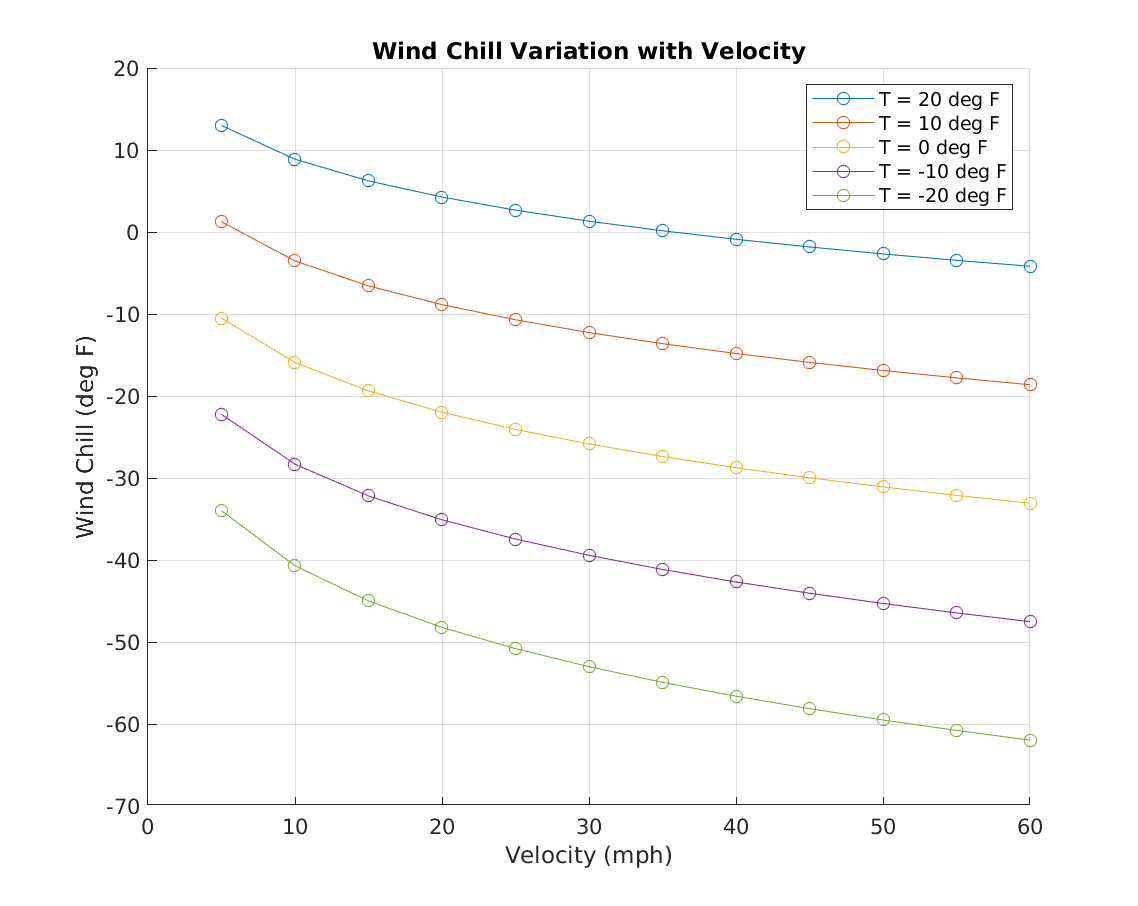 Wind Chill Variation with Velocity
20
10
0
-10
-20
-30
-40
-50
-60
-70
Wind Chill (deg F)
T = 20 deg F
T = 10 deg F
T = 0 deg F
T = -10 deg F
T = -20 deg F
0 10 20 30 40 50 60
Velocity (mph)